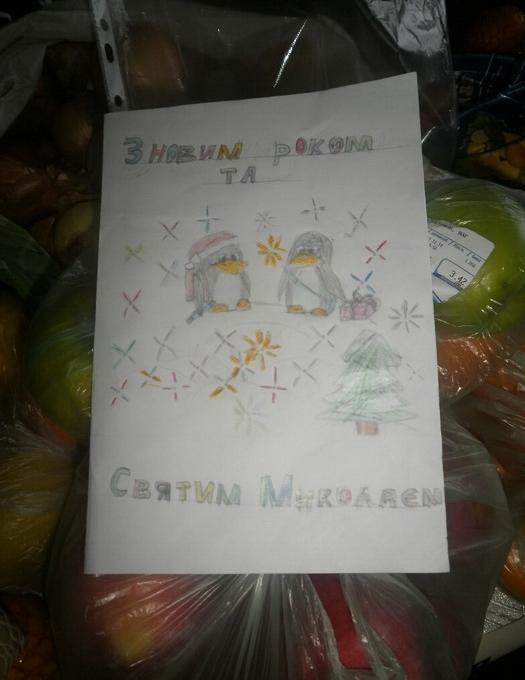 З новим роком
та
Святим Миколаєм
3.42